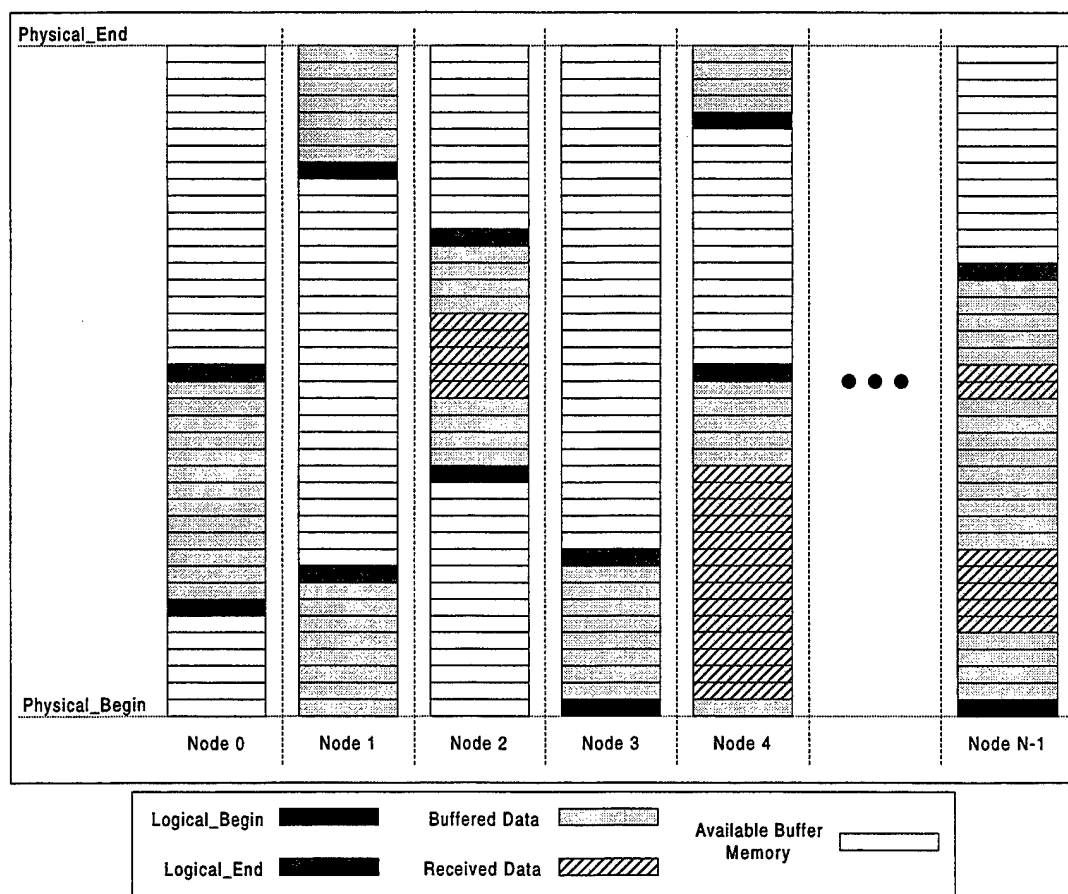 Physical_End
Physical_Begin
Node 0
Node 1
Node 2
Node 3
Node 4
Node N-1
Logical_Begin
Buffered Data
Available Buffer
Memory
Logical_End
Received Data